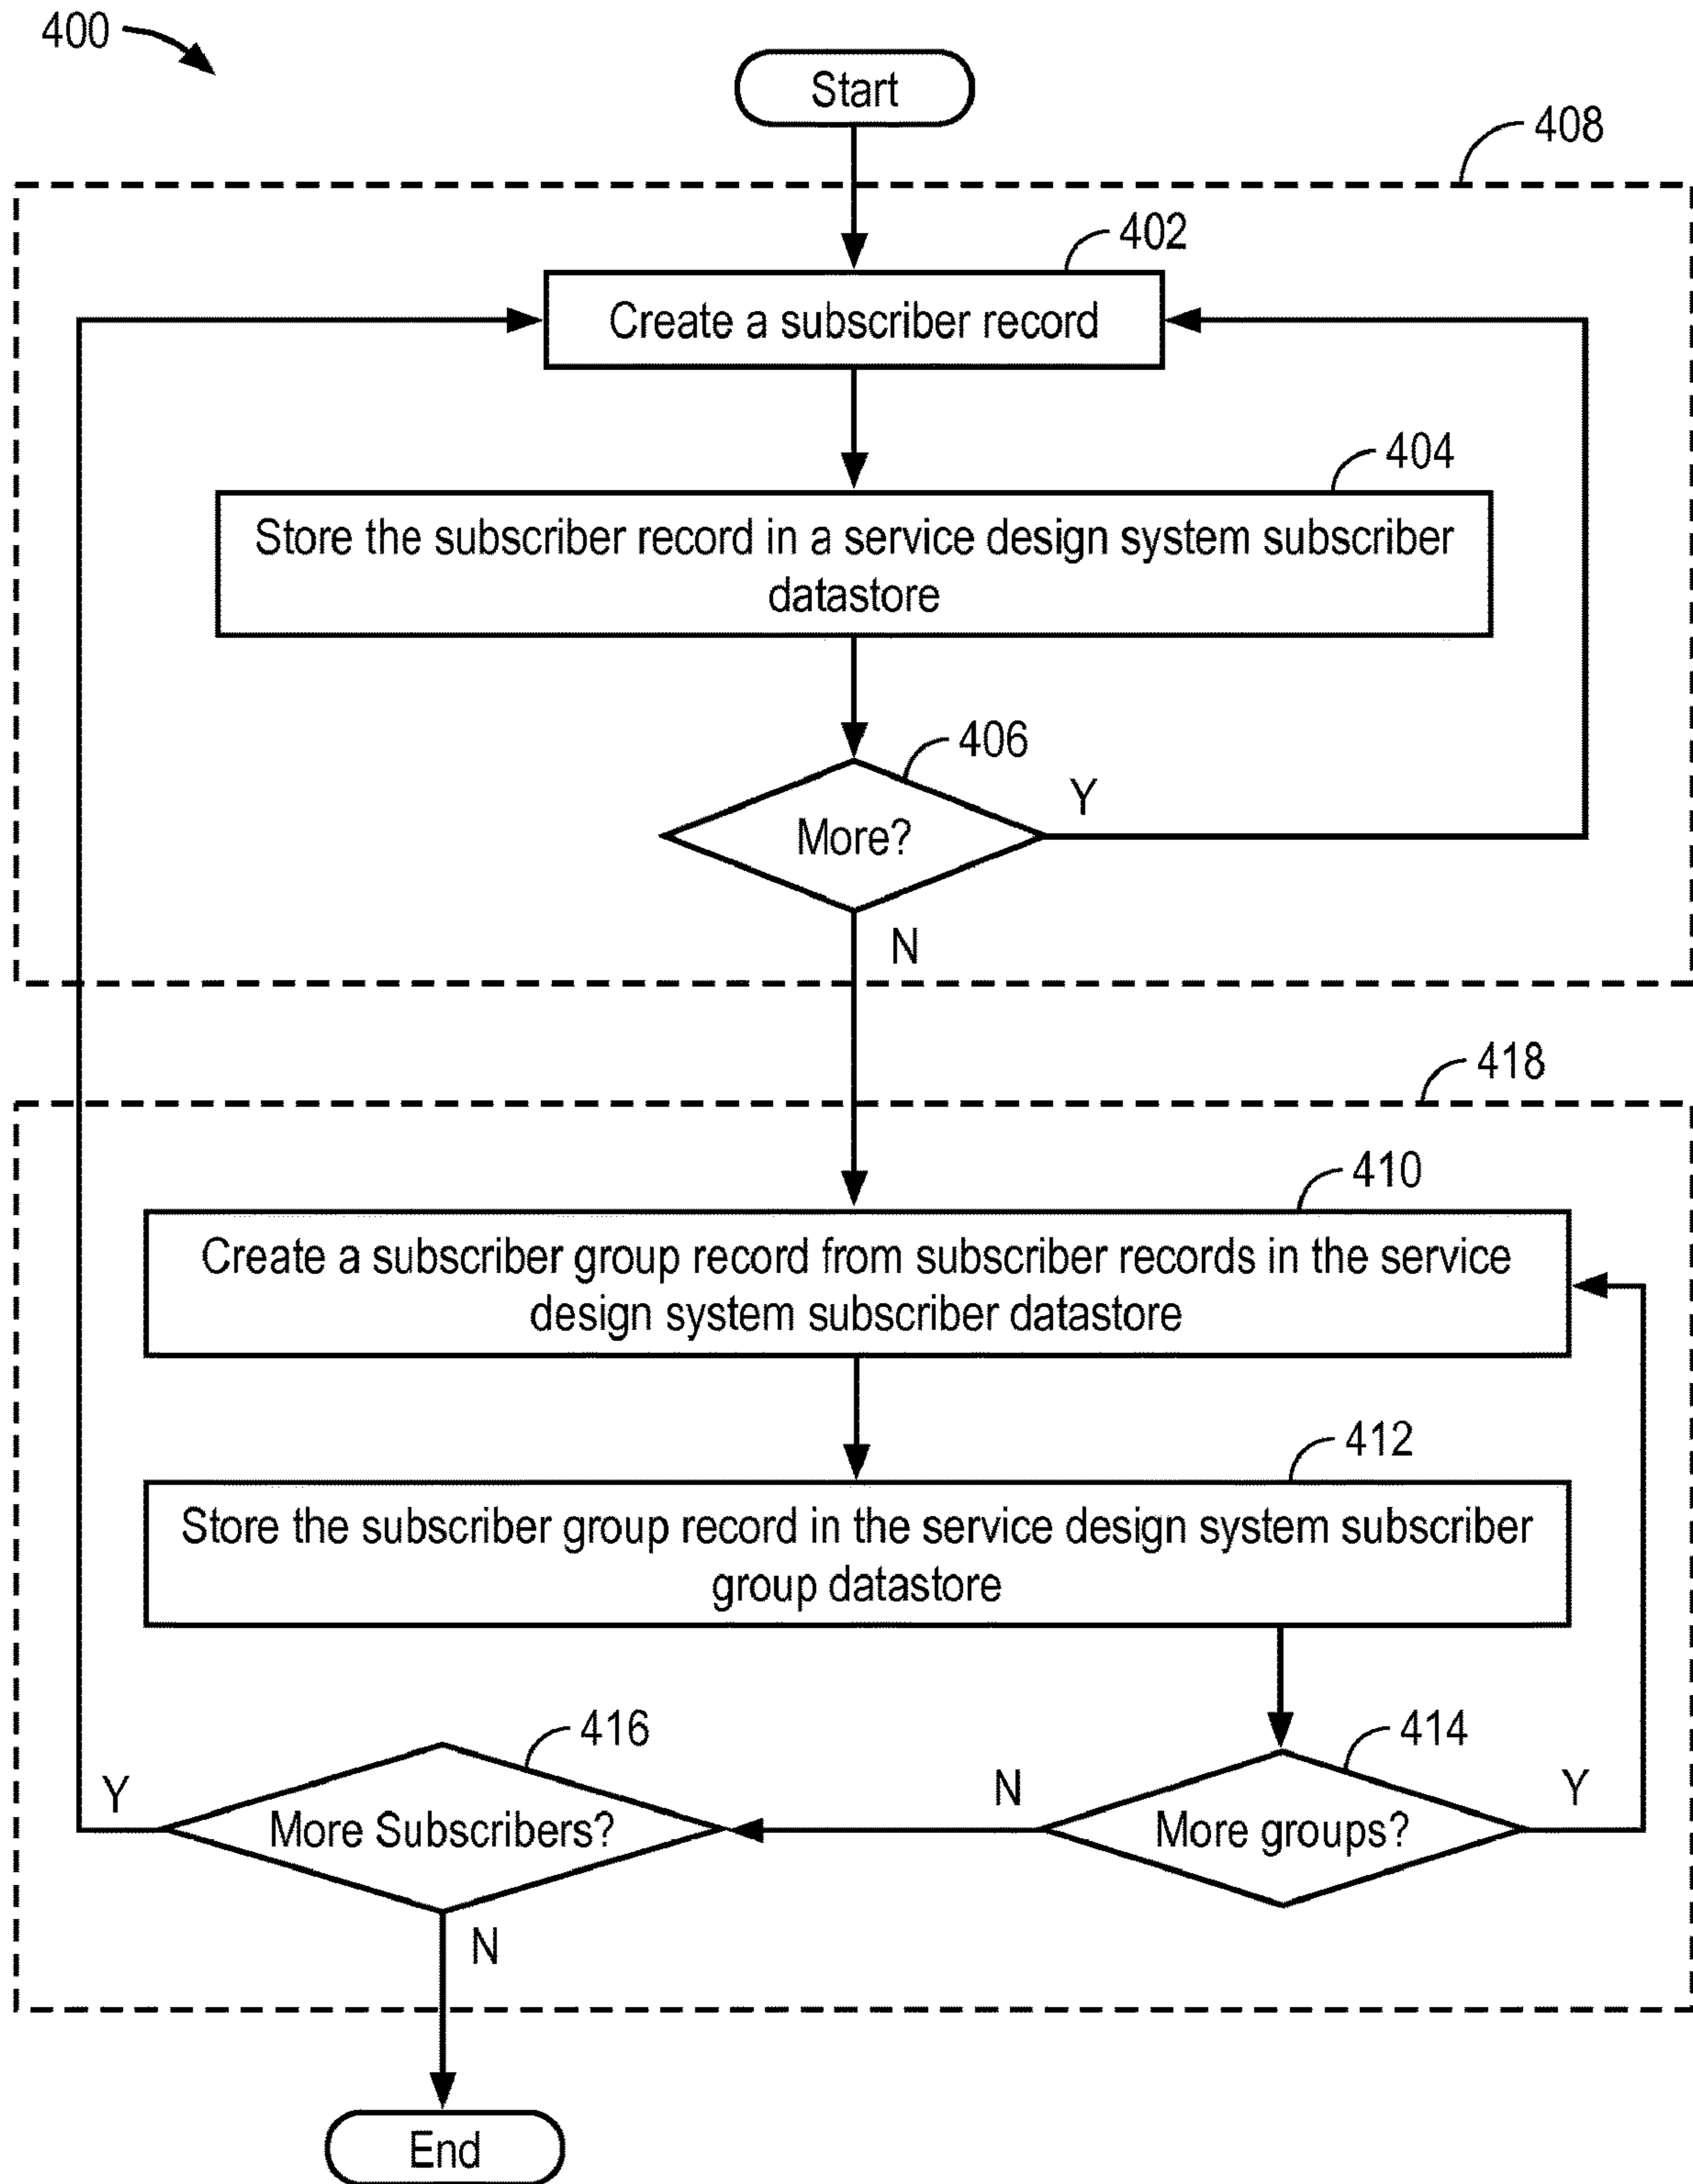 400
Start
408
402
Create a subscriber record
404
Store the subscriber record in a service design system subscriber
datastore
406
More?
Y
N
418
410
Create a subscriber group record from subscriber records in the service
design system subscriber datastore
412
Store the subscriber group record in the service design system subscriber
group datastore
416
414
Y
More Subscribers?
N
More groups?
Y
N
End